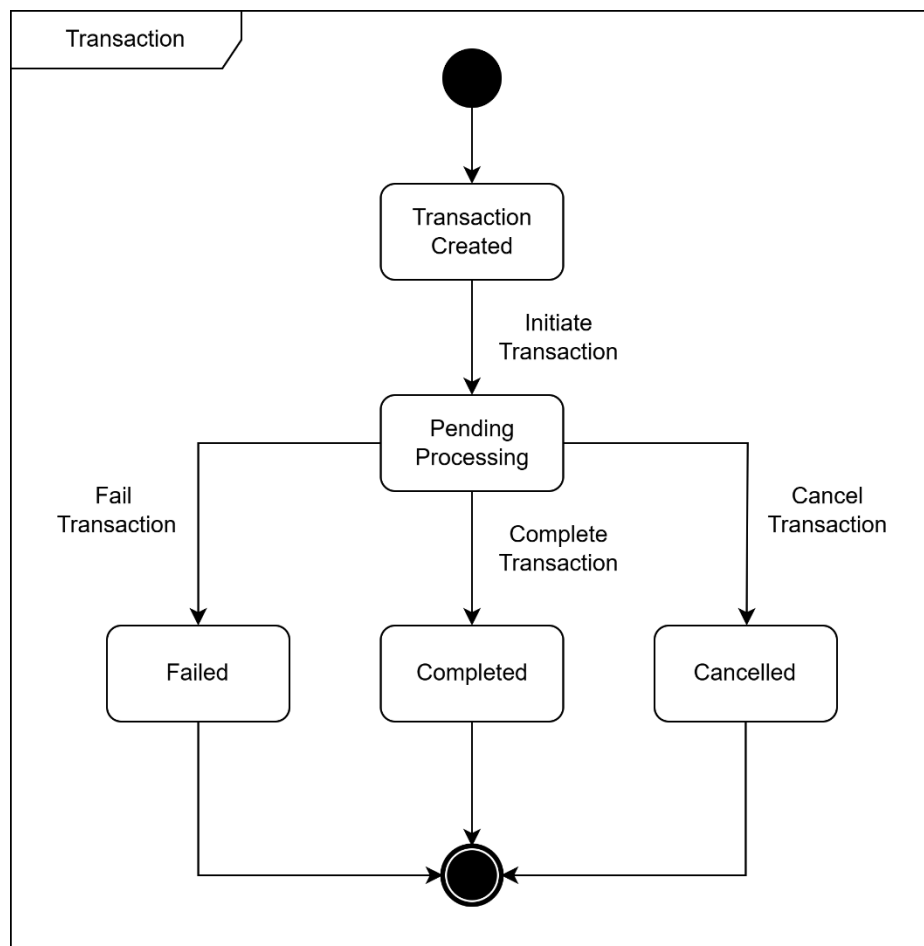 Transaction
Transaction
Created
Initiate
Transaction
Pending
Processing
Fail
Transaction
Complete
Transaction
Cancel
Transaction
Failed
Completed
Cancelled